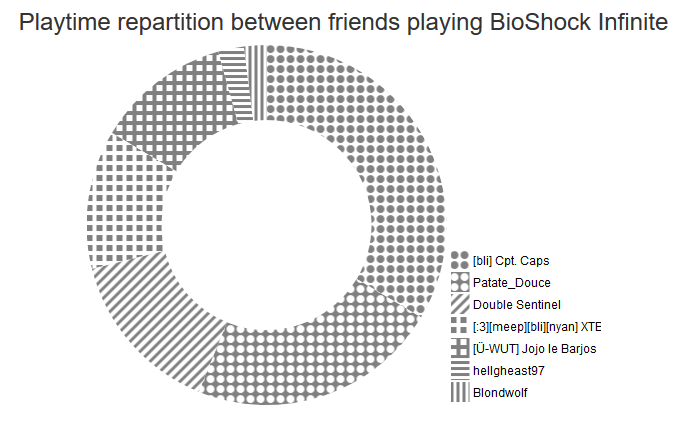 Playtime repartition between friends playing BioShock Infinite
[bli] Cpt. Caps
Patate_Douce
Double Sentinel
[:3][meep][bli][nyan] XTE
[Ü-WUT] Jojo le Barjos
hellgheast97
Blondwolf